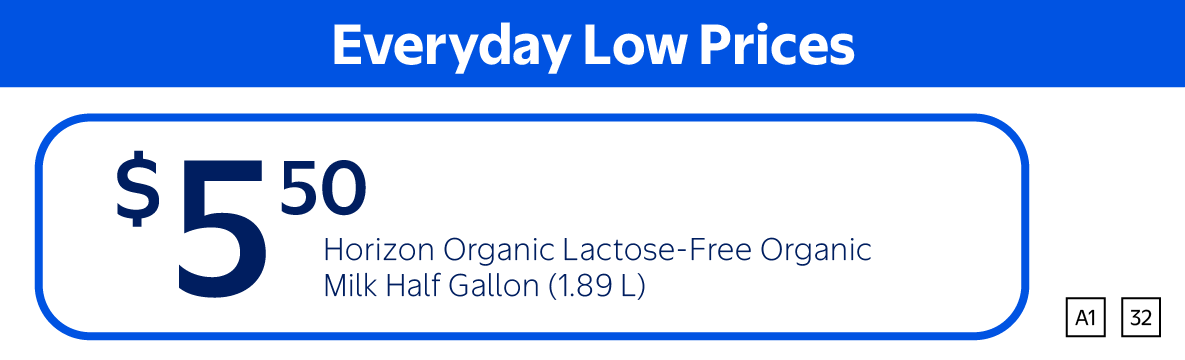 Everyday Low Prices
$5 50
Horizon Organic Lactose-Free Organic
Milk Half Gallon (1.89 L)
A1 32